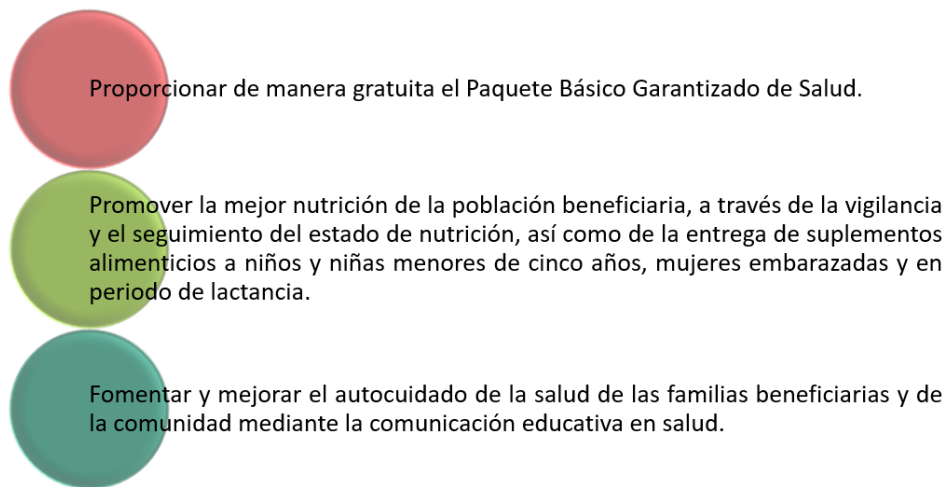 Proporcionar de manera gratuita el Paquete Básico Garantizado de Salud.
Promover la mejor nutrición de la población beneficiaria, a través de la vigilancia
y el seguimiento del estado de nutrición, así como de la entrega de suplementos
alimenticios a niños y niñas menores de cinco años, mujeres embarazadas y en
periodo de lactancia.
Fomentar y mejorar el autocuidado de la salud de las familias beneficiarias y de
la comunidad mediante la comunicación educativa en salud.